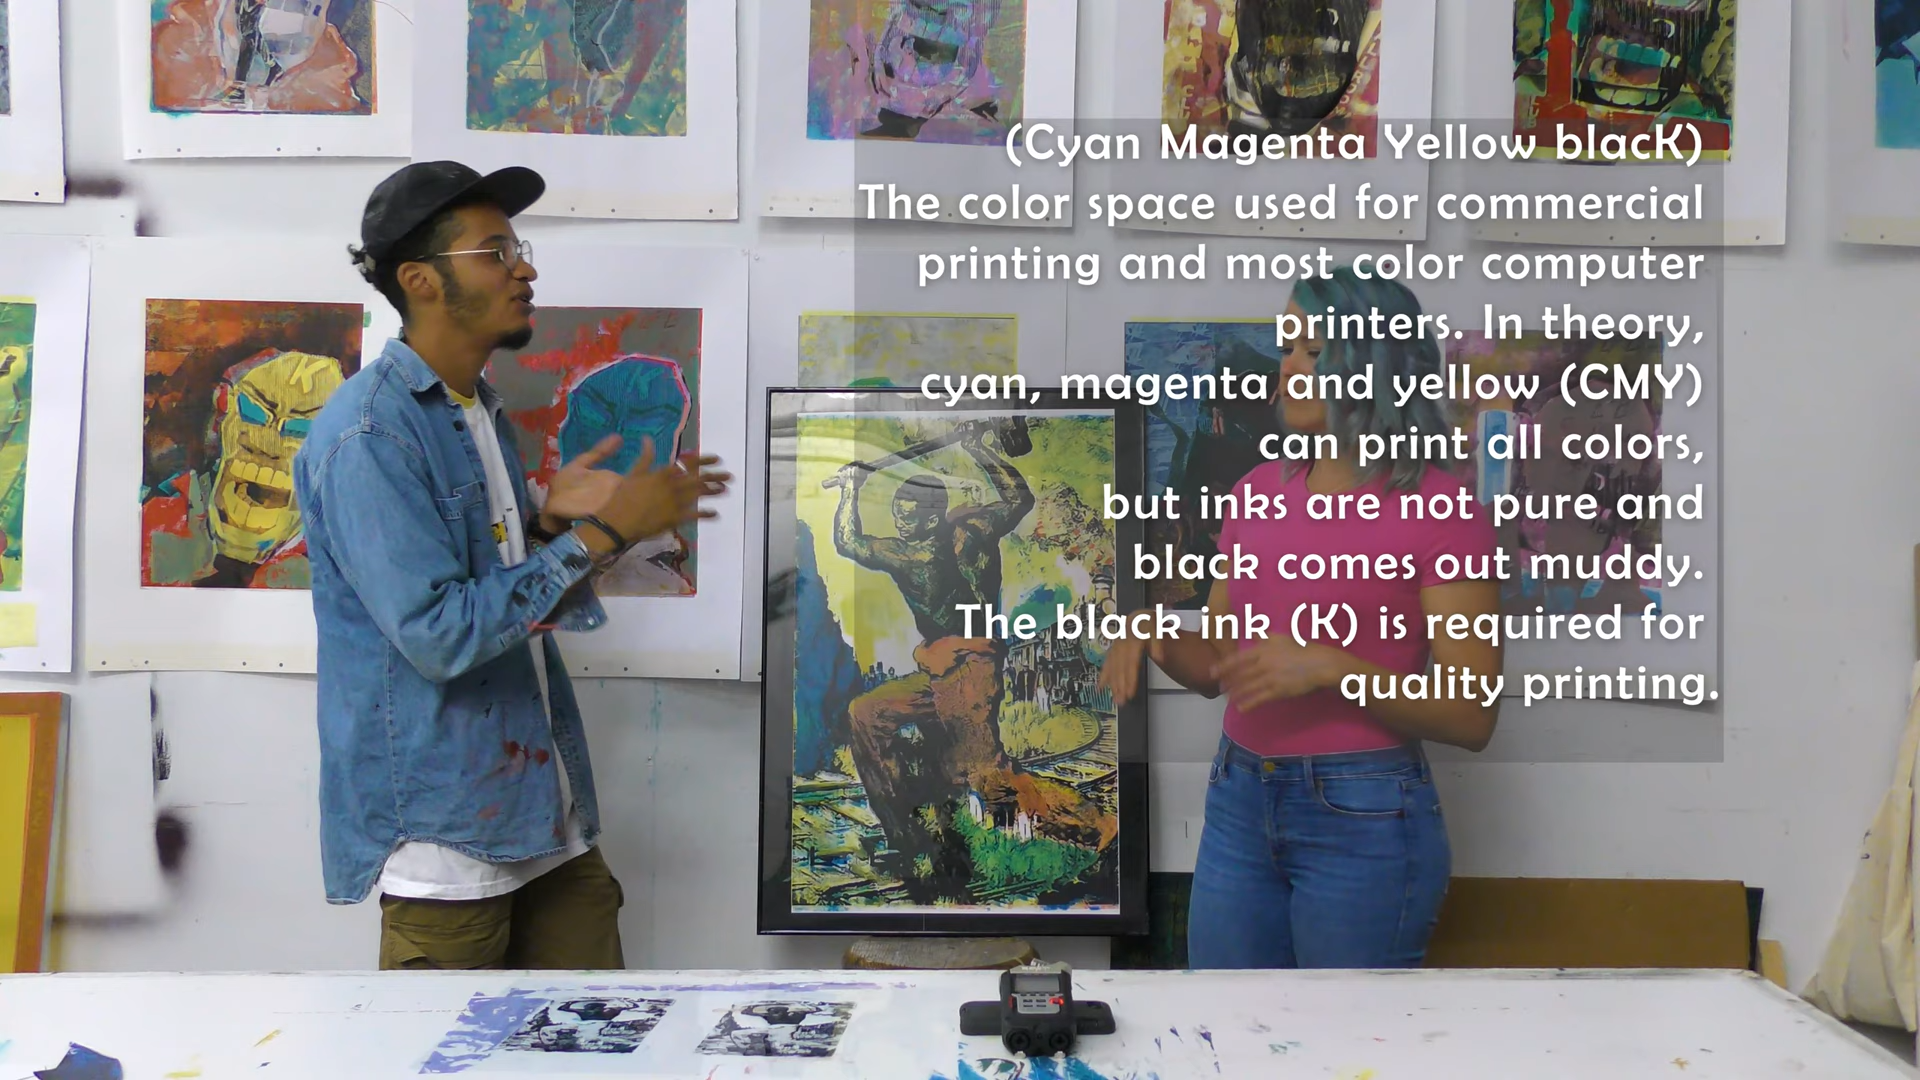 (Cyan Magenta Yellow blacK)
The color space used for commercial
printing and most color computer
printers. In theory,
cyan, magenta and yellow (CMY)
can print all colors,
but inks are not pure and
black comes out muddy.
The black ink (K) is required for
quality printing.